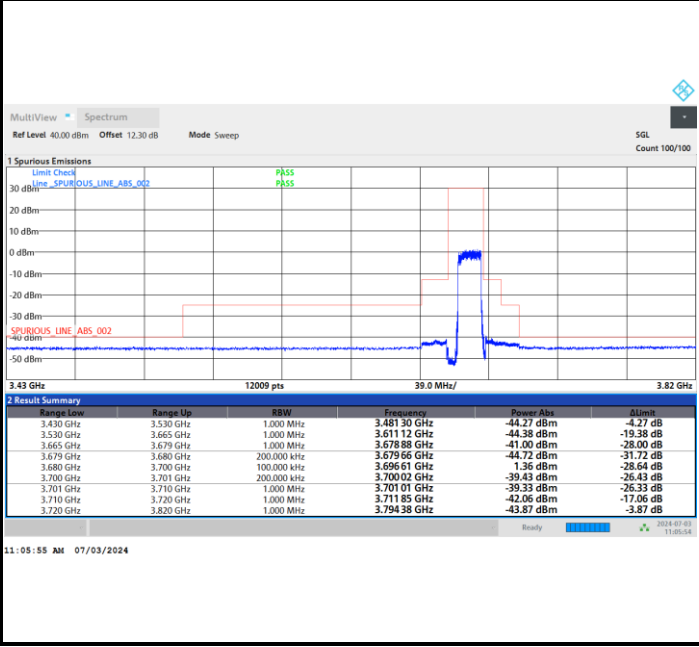 MultiView Spectrum
Ref Level 40.00 dBm Offset 12.30 dB Mode Sweep SGL
Count 100/100
1 Spurious Emissions
Limit Check PASS
Line _SPURIOUS_LINE_ABS_002 PASS
30 dBm
20 dBm
10 dBm
0 dBm
-10 dBm
-20 dBm
-30 dBm
_SPURIOUS_LINE_ABS_002
-40 dBm
-50 dBm
3.43 GHz 12009 pts 39.0 MHz/ 3.82 GHz
2 Result Summary
Range Low Range Up RBW Frequency Power Abs ΔLimit
3.430 GHz 3.530 GHz 1.000 MHz 3.481 30 GHz -44.27 dBm -4.27 dB
3.530 GHz 3.665 GHz 1.000 MHz 3.611 12 GHz -44.38 dBm -19.38 dB
3.665 GHz 3.679 GHz 1.000 MHz 3.678 88 GHz -41.00 dBm -28.00 dB
3.679 GHz 3.680 GHz 200.000 kHz 3.679 66 GHz -44.72 dBm -31.72 dB
3.680 GHz 3.700 GHz 100.000 kHz 3.696 61 GHz 1.36 dBm -28.64 dB
3.700 GHz 3.701 GHz 200.000 kHz 3.700 02 GHz -39.43 dBm -26.43 dB
3.701 GHz 3.710 GHz 1.000 MHz 3.701 01 GHz -39.33 dBm -26.33 dB
3.710 GHz 3.720 GHz 1.000 MHz 3.711 85 GHz -42.06 dBm -17.06 dB
3.720 GHz 3.820 GHz 1.000 MHz 3.794 38 GHz -43.87 dBm -3.87 dB
Ready 2024-07-03
11:05:54
11:05:55 AM 07/03/2024